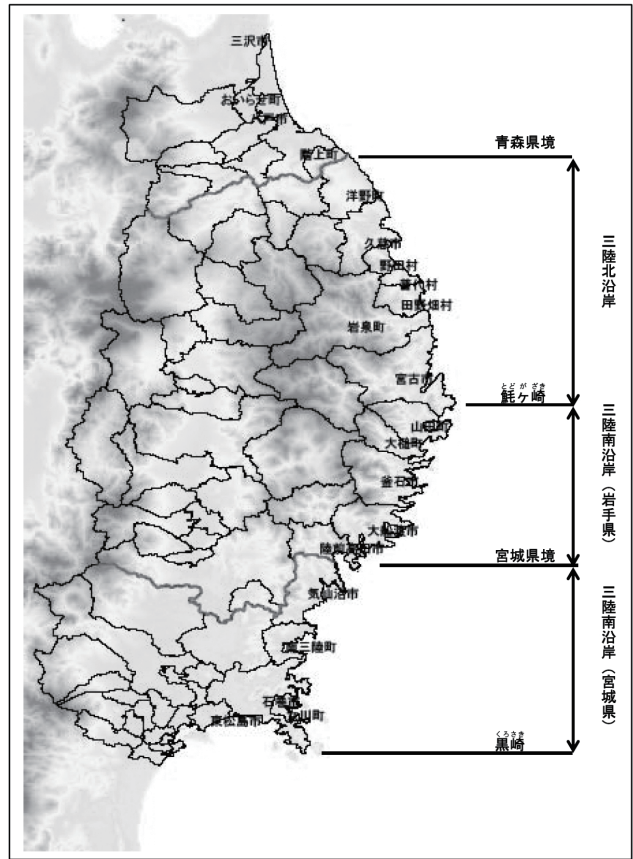 三沢市
おいらせ町
八戸市
階上町
青森県境
洋野町
久慈市
野田村
普代村
田野畑村
岩泉町
三陸北沿岸
宮古市
とどがさき
魹ヶ崎
山田町
大槌町
釜石市
三陸南沿岸（岩手県）
大船渡市
陸前高田市
宮城県境
気仙沼市
南三陸町
三陸南沿岸（宮城県）
石巻市
女川町
東松島市
くろさき
黒崎